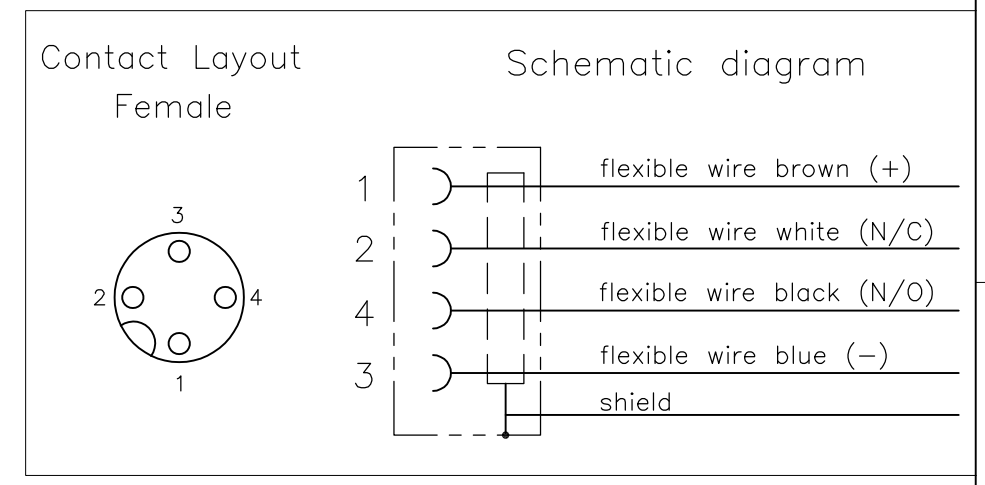 Contact Layout
Female
3
2
4
1
Schematic diagram
1
flexible wire brown (+)
2
flexible wire white (N/C)
4
flexible wire black (N/O)
3
flexible wire blue (−)
shield